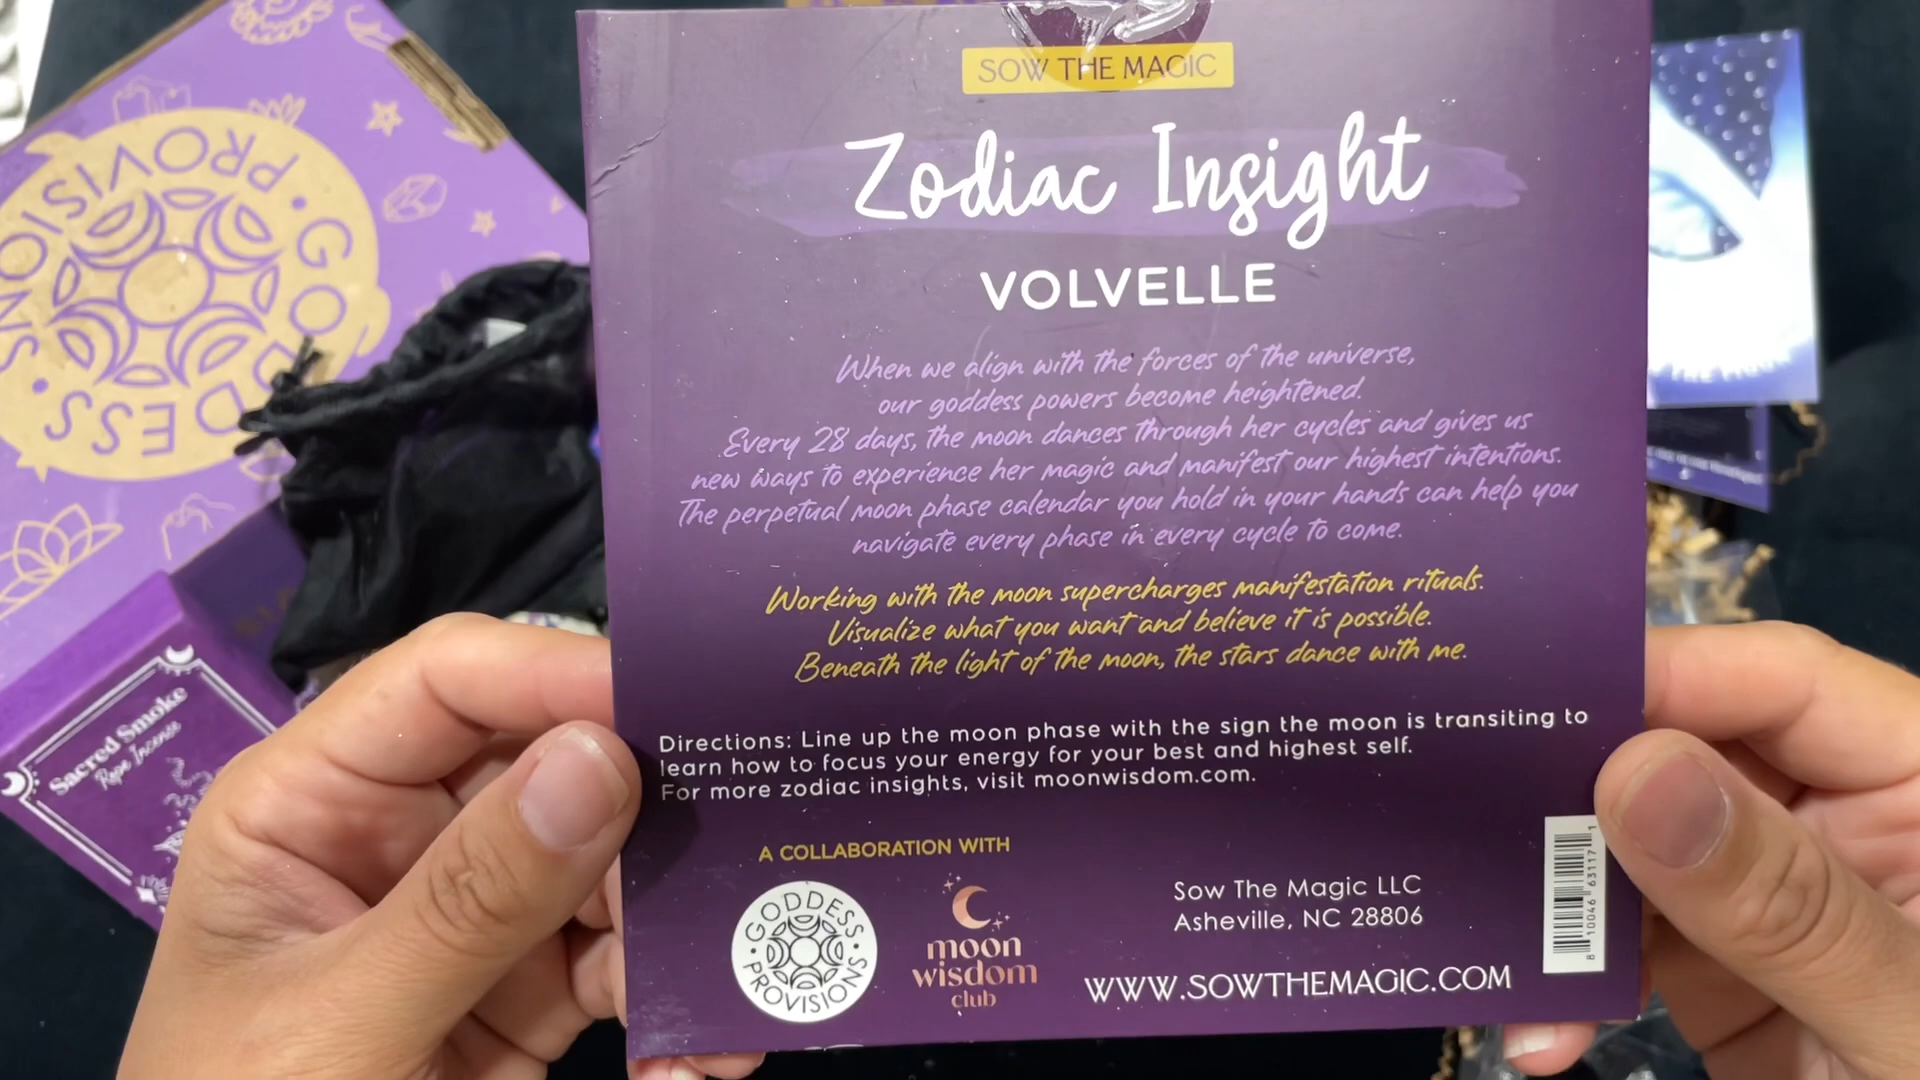 SOW THE MAGIC
Zodiac Insight
VOLVELLE
When we align with the forces of the universe,
our goddess powers become heightened.
Every 28 days, the moon dances through her cycles and gives us
new ways to experience her magic and manifest our highest intentions.
The perpetual moon phase calendar you hold in your hands can help you
navigate every phase in every cycle to come.
Working with the moon supercharges manifestation rituals.
Visualize what you want and believe it is possible.
Beneath the light of the moon, the stars dance with me.
Directions: Line up the moon phase with the sign the moon is transiting to
learn how to focus your energy for your best and highest self.
For more zodiac insights, visit moonwisdom.com.
A COLLABORATION WITH
GODDESS
• PROVISIONS •
moon
wisdom
club
Sow The Magic LLC
Asheville, NC 28806
WWW.SOWTHEMAGIC.COM
8 10046 63117 1
GODDESS • PROVISIONS •
Sacred Smoke
Rope Incense